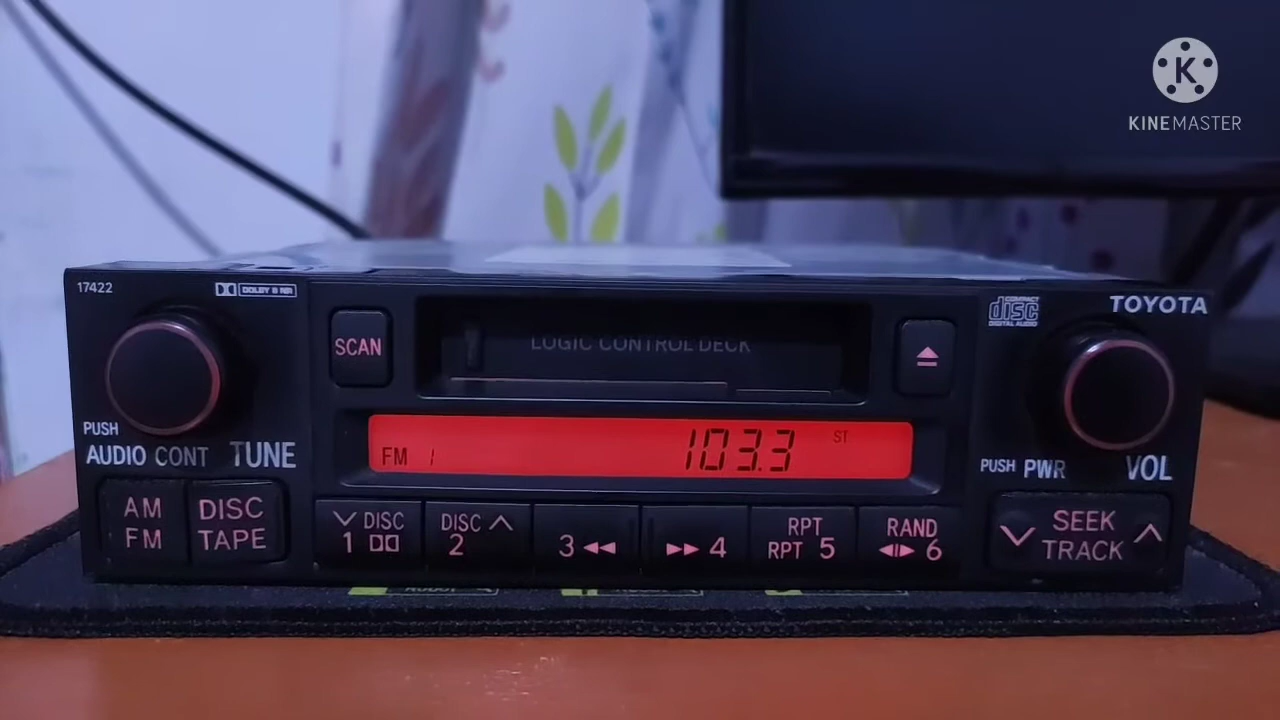 KINEMASTER
17422
DOLBY B NR
COMPACT
disc
DIGITAL AUDIO
TOYOTA
SCAN
LOGIC CONTROL DECK
PUSH
AUDIO CONT TUNE
FM 1 103.3 ST
PUSH PWR VOL
AM
FM
DISC
TAPE
DISC
1
DISC
2
3
4
RPT
RPT 5
RAND
6
SEEK
TRACK